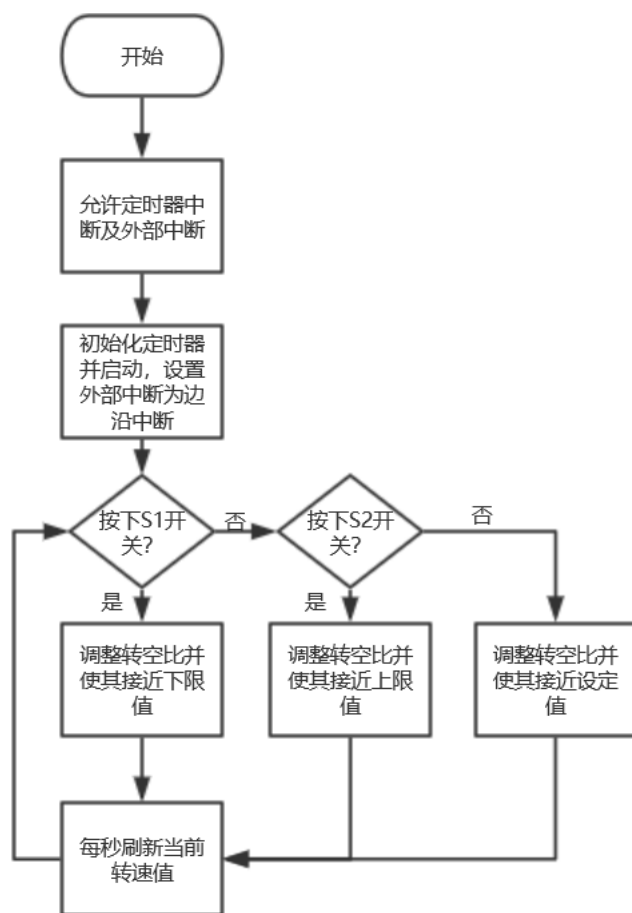 开始
允许定时器中
断及外部中断
初始化定时器
并启动，设置
外部中断为边
沿中断
按下S1开
关？
否
按下S2开
关？
否
是
是
调整转空比并
使其接近下限
值
调整转空比并
使其接近上限
值
调整转空比并
使其接近设定
值
每秒刷新当前
转速值